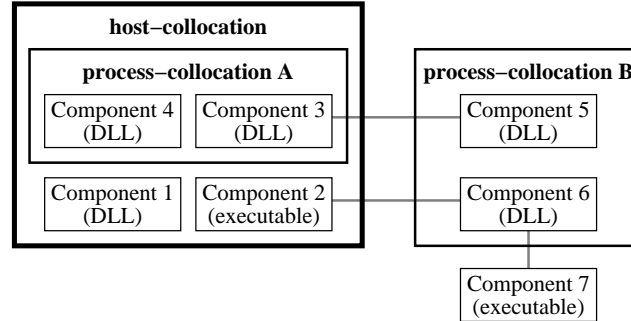 host−collocation
process−collocation A
process−collocation B
Component 4
(DLL)
Component 3
(DLL)
Component 5
(DLL)
Component 1
(DLL)
Component 2
(executable)
Component 6
(DLL)
Component 7
(executable)